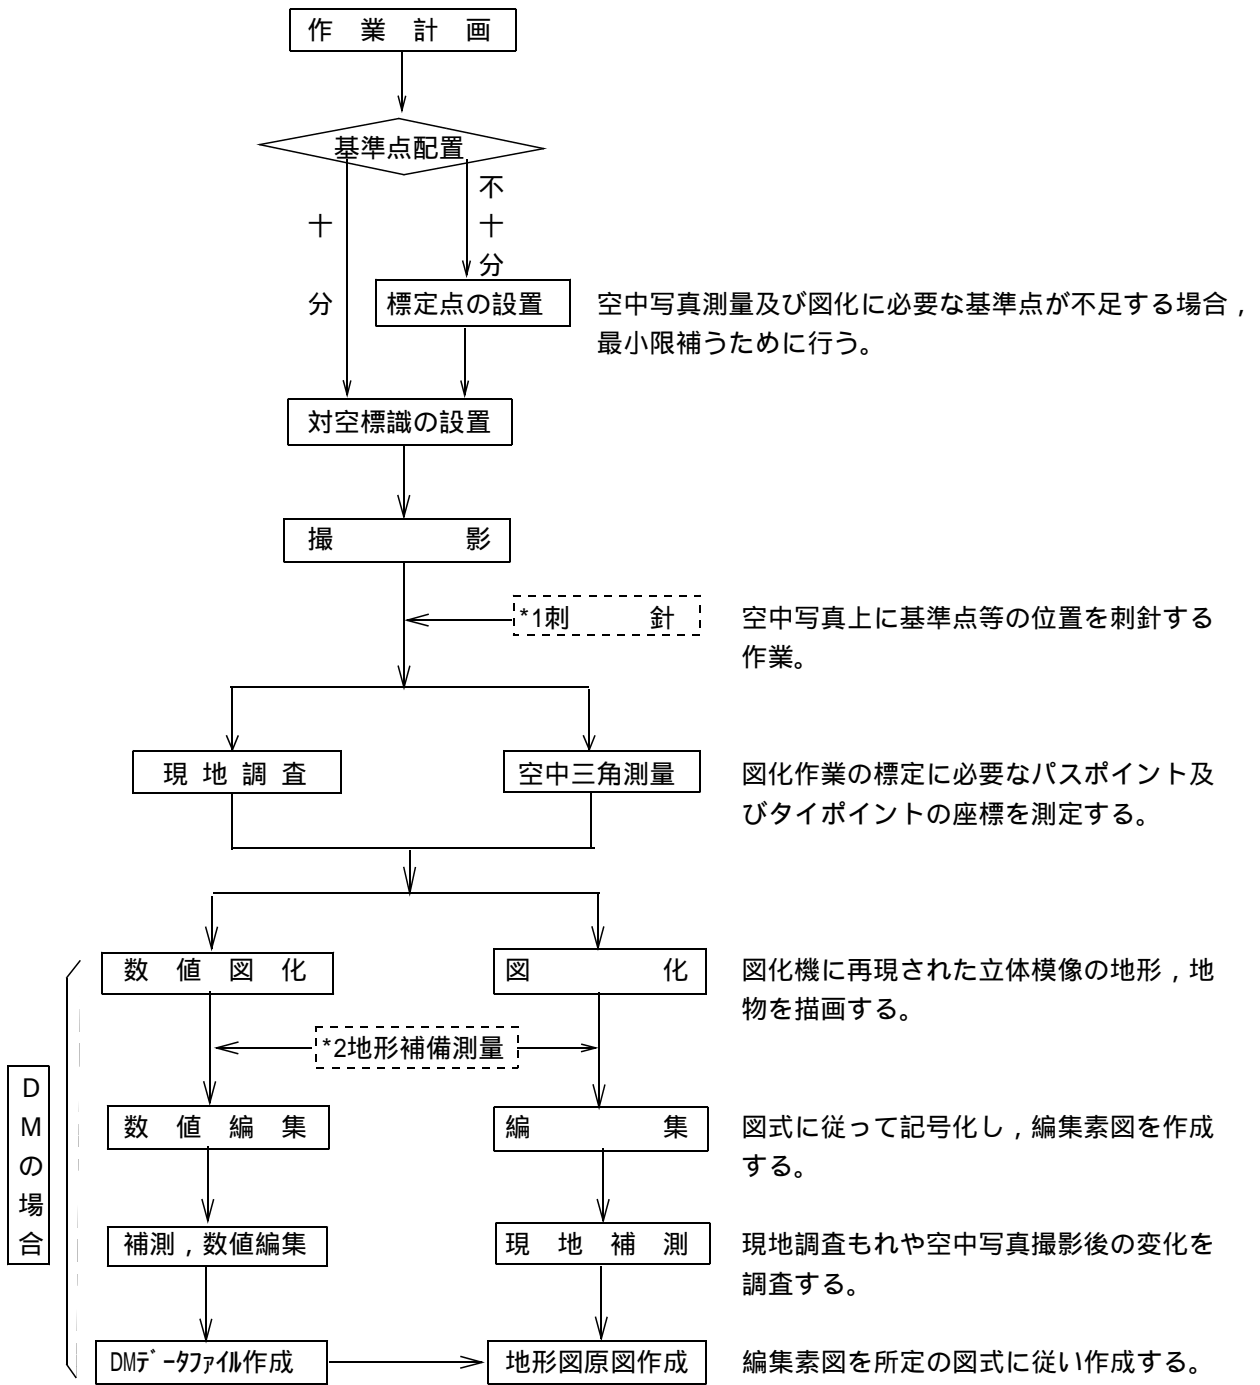 作業計画
基準点配置
十分
不十分
標定点の設置
空中写真測量及び図化に必要な基準点が不足する場合，
最小限補うために行う。
対空標識の設置
撮影
*1刺針
空中写真上に基準点等の位置を刺針する
作業。
現地調査
空中三角測量
図化作業の標定に必要なパスポイント及
びタイポイントの座標を測定する。
数値図化
図化
図化機に再現された立体模像の地形，地
物を描画する。
*2地形補備測量
DMの場合
数値編集
編集
図式に従って記号化し，編集素図を作成
する。
補測，数値編集
現地補測
現地調査もれや空中写真撮影後の変化を
調査する。
DMﾃﾞｰﾀﾌｧｲﾙ作成
地形図原図作成
編集素図を所定の図式に従い作成する。